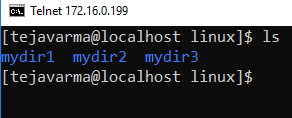 Telnet 172.16.0.199
[tejavarma@localhost linux]$ ls
mydir1  mydir2  mydir3
[tejavarma@localhost linux]$